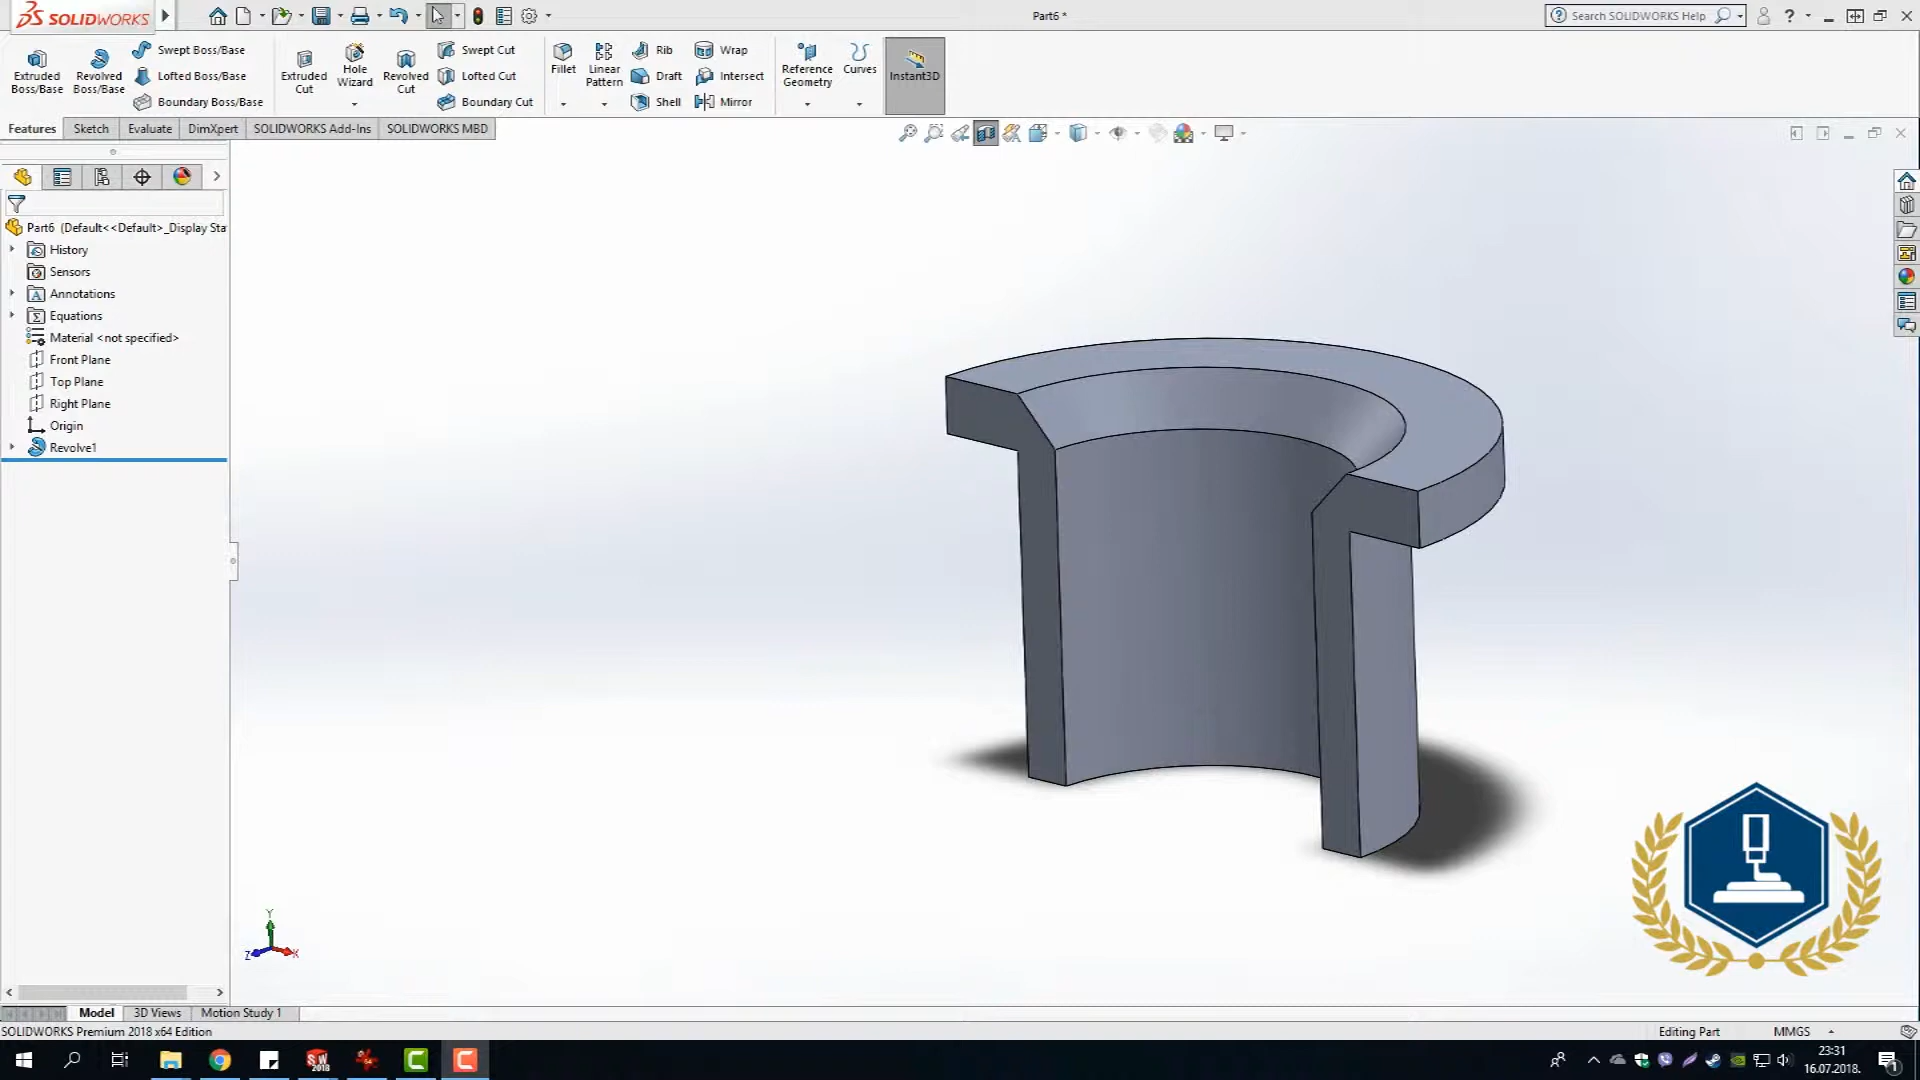 SOLIDWORKS
Part6 *
Search SOLIDWORKS Help
Extruded Boss/Base
Revolved Boss/Base
Swept Boss/Base
Lofted Boss/Base
Boundary Boss/Base
Extruded Cut
Hole Wizard
Revolved Cut
Swept Cut
Lofted Cut
Boundary Cut
Fillet
Linear Pattern
Rib
Draft
Shell
Wrap
Intersect
Mirror
Reference Geometry
Curves
Instant3D
Features
Sketch
Evaluate
DimXpert
SOLIDWORKS Add-Ins
SOLIDWORKS MBD
Part6 (Default<<Default>_Display Sta
History
Sensors
Annotations
Equations
Material <not specified>
Front Plane
Top Plane
Right Plane
Origin
Revolve1
Y
Z
X
Model
3D Views
Motion Study 1
SOLIDWORKS Premium 2018 x64 Edition
Editing Part
MMGS
SW 2018
23:31
16.07.2018.
1